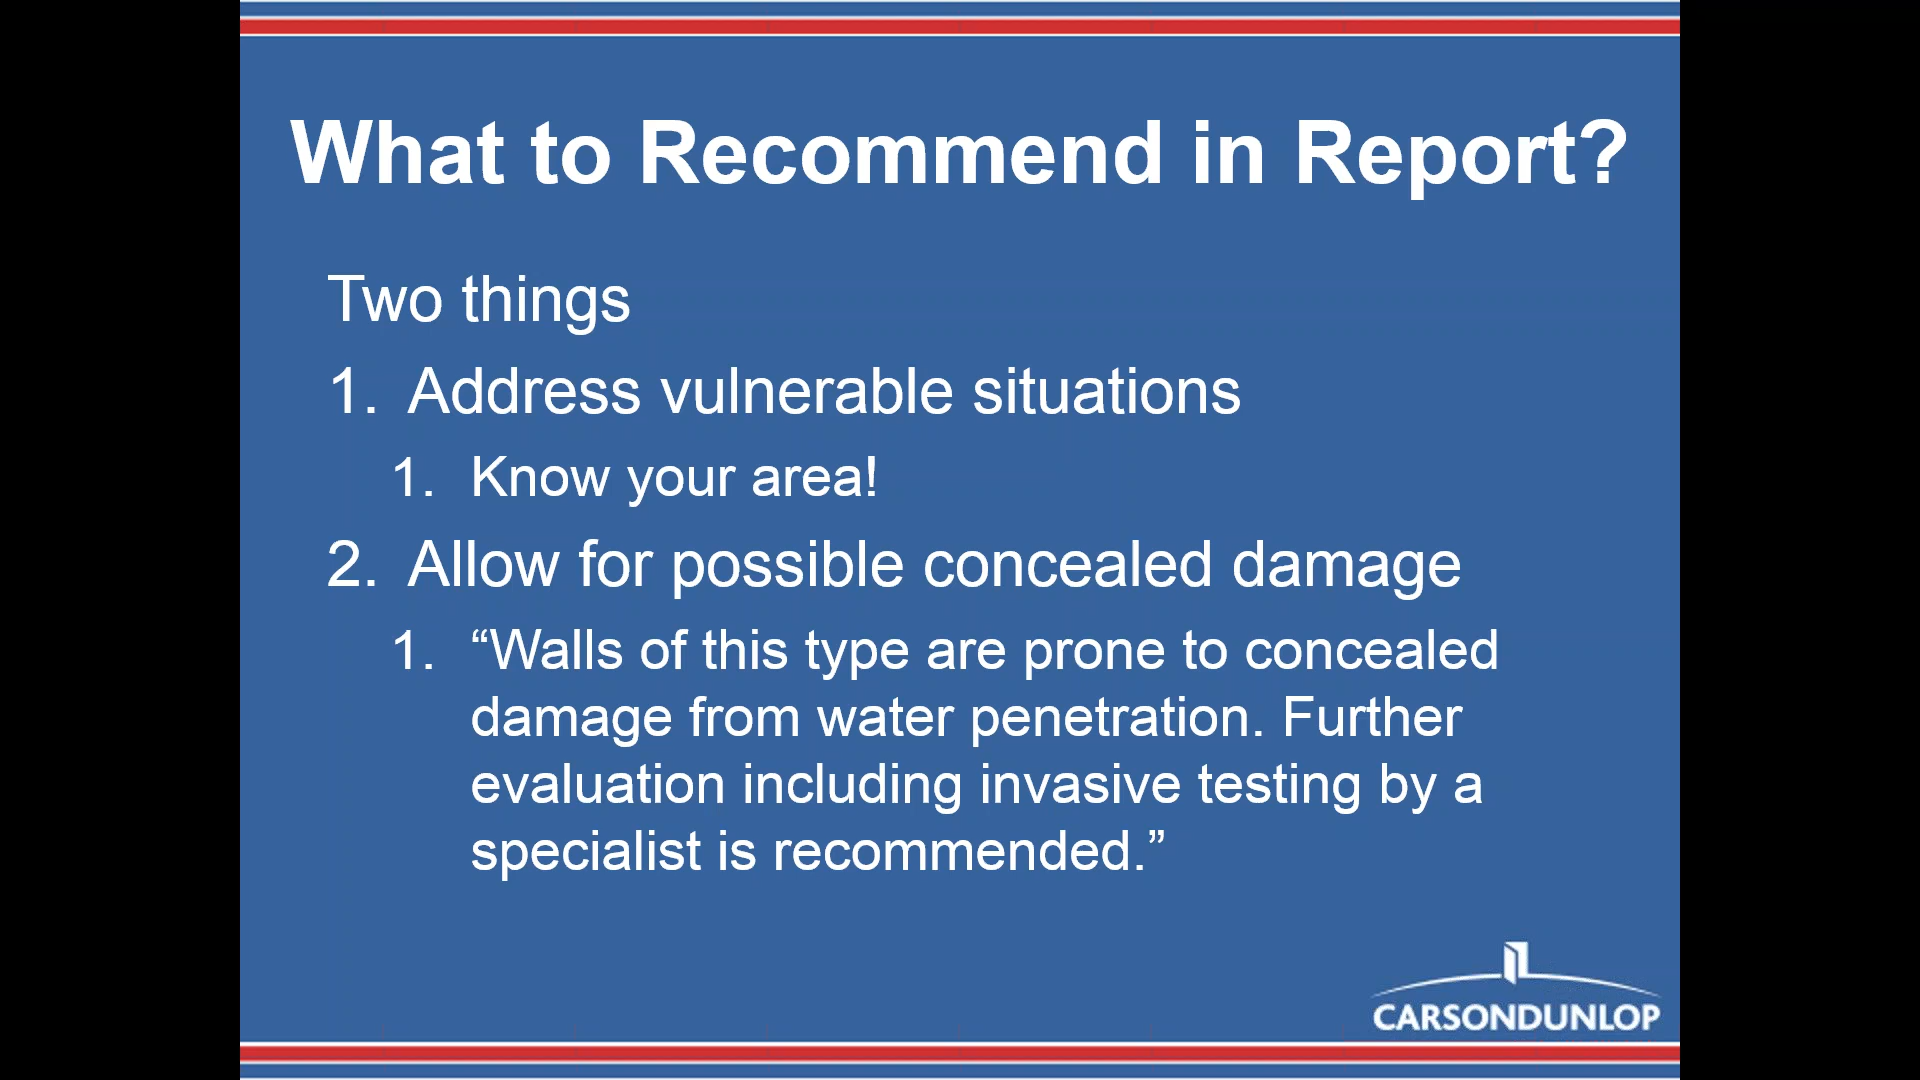 What to Recommend in Report?
Two things
1. Address vulnerable situations
1. Know your area!
2. Allow for possible concealed damage
1. “Walls of this type are prone to concealed
damage from water penetration. Further
evaluation including invasive testing by a
specialist is recommended.”
CARSONDUNLOP